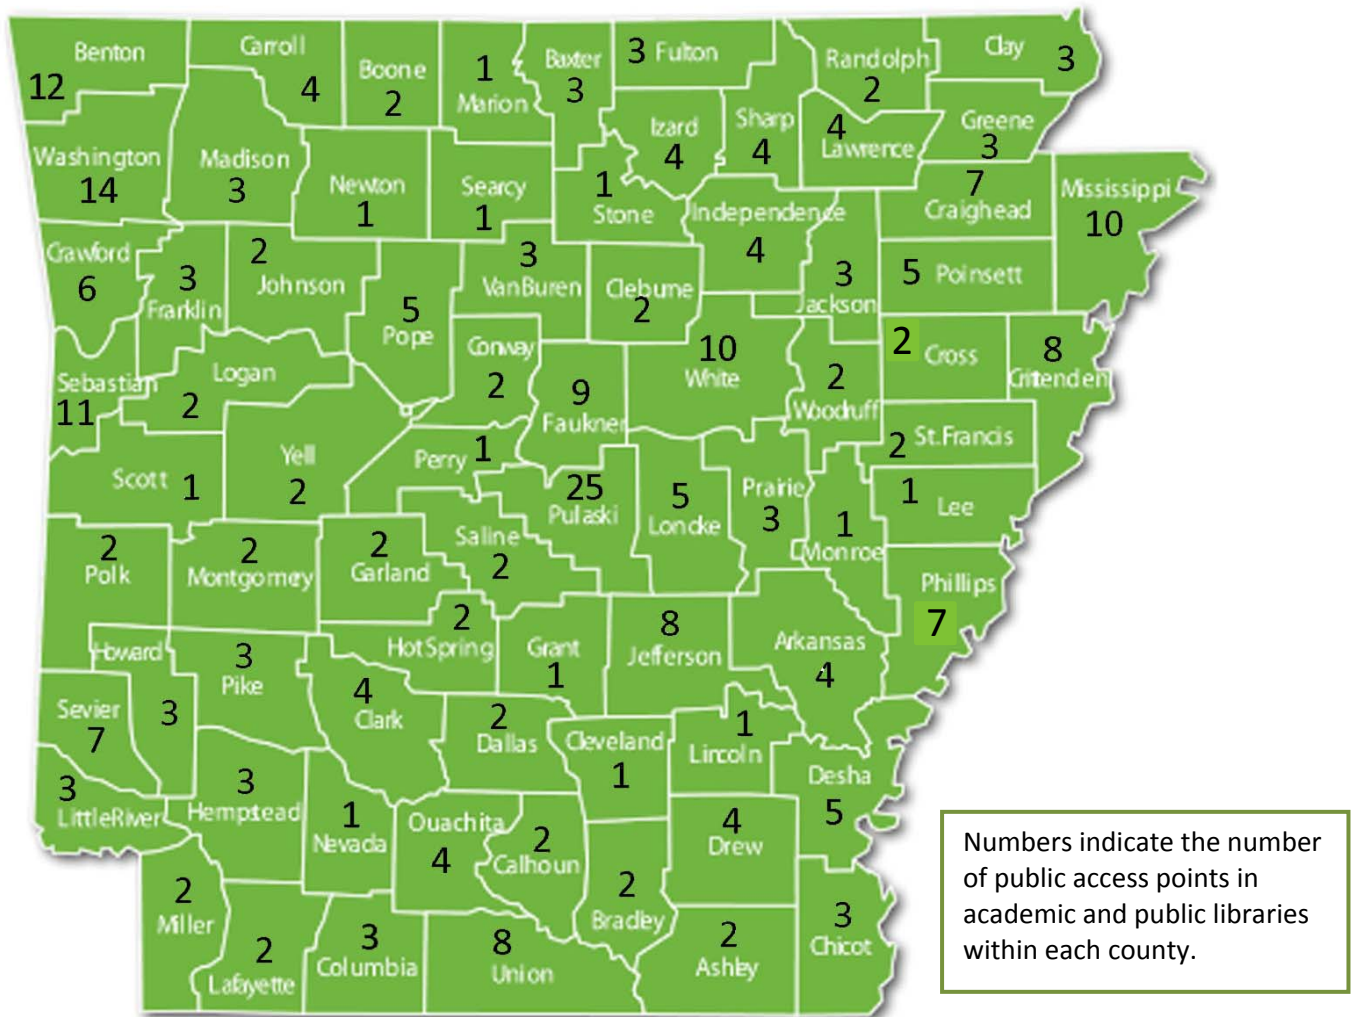 Benton
12
Carroll
4
Boone
2
1
Marion
Baxter
3
3 Fulton
Randolph
2
Clay 3
Washington
14
Madison
3
Newton
1
Searcy
1
1
Stone
Izard
4
Sharp
4
4
Lawrence
Greene
3
7
Craighead
Mississippi
10
Independence
4
Crawford
6
3
Franklin
2
Johnson
5
Pope
3
VanBuren
Cleburne
2
3
Jackson
5 Poinsett
Sebastian
11
Logan
2
Conway
2
9
Faukner
10
White
2
Woodruff
2 Cross
8
Crittenden
2 St.Francis
Scott 1
Yell
2
Perry 1
25
Pulaski
5
Loncke
Prairie
3
1
Monroe
1 Lee
2
Polk
2
Montgomery
2
Garland
Saline
2
Phillips
7
Howard
3
3
Pike
2
HotSpring
Grant
1
8
Jefferson
Arkansas
4
Sevier
7
4
Clark
2
Dallas
Cleveland
1
1
Lincoln
Desha
5
3
LittleRiver
3
Hempstead
1
Nevada
Ouachita
4
2
Calhoun
2
Bradley
4
Drew
2
Miller
2
Lafayette
3
Columbia
8
Union
2
Ashley
3
Chicot
Numbers indicate the number
of public access points in
academic and public libraries
within each county.